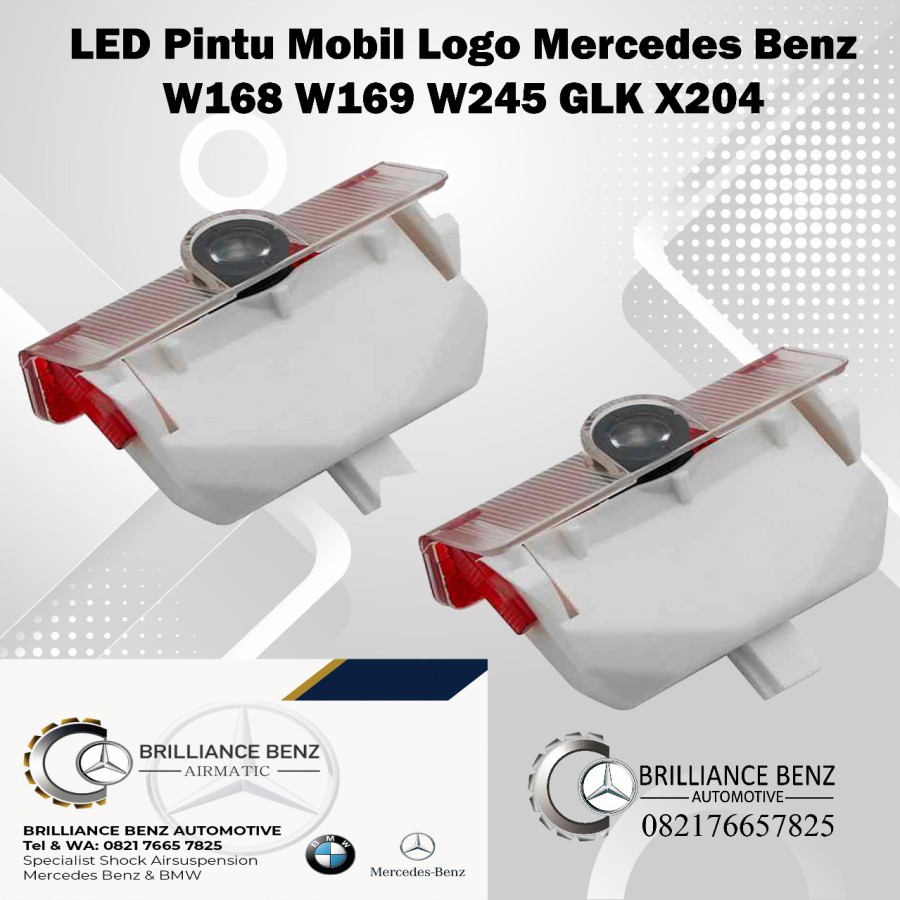 LED Pintu Mobil Logo Mercedes Benz
W168 W169 W245 GLK X204
BRILLIANCE BENZ
AIRMATIC
BRILLIANCE BENZ AUTOMOTIVE
Tel & WA: 0821 7665 7825
Specialist Shock Airsuspension
Mercedes Benz & BMW
BMW
Mercedes-Benz
BRILLIANCE BENZ
AUTOMOTIVE
082176657825